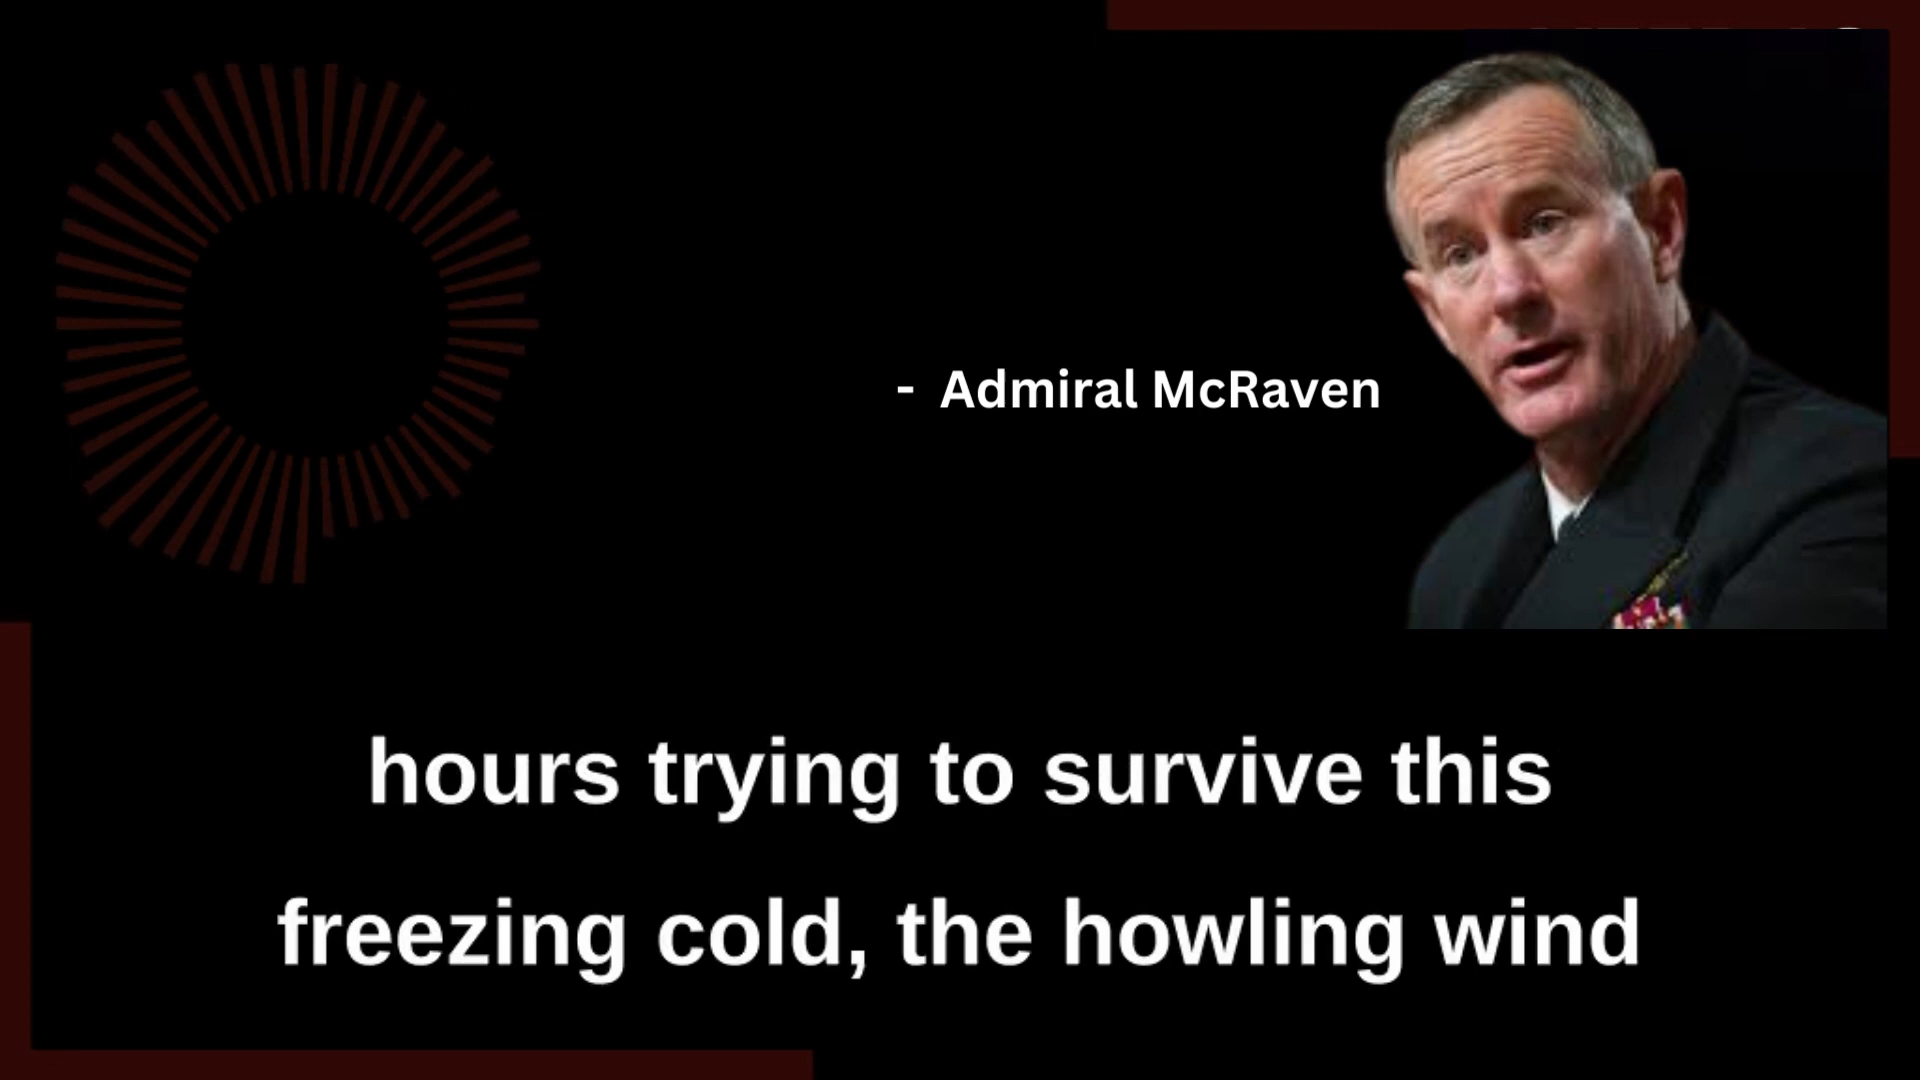 - Admiral McRaven
hours trying to survive this
freezing cold, the howling wind